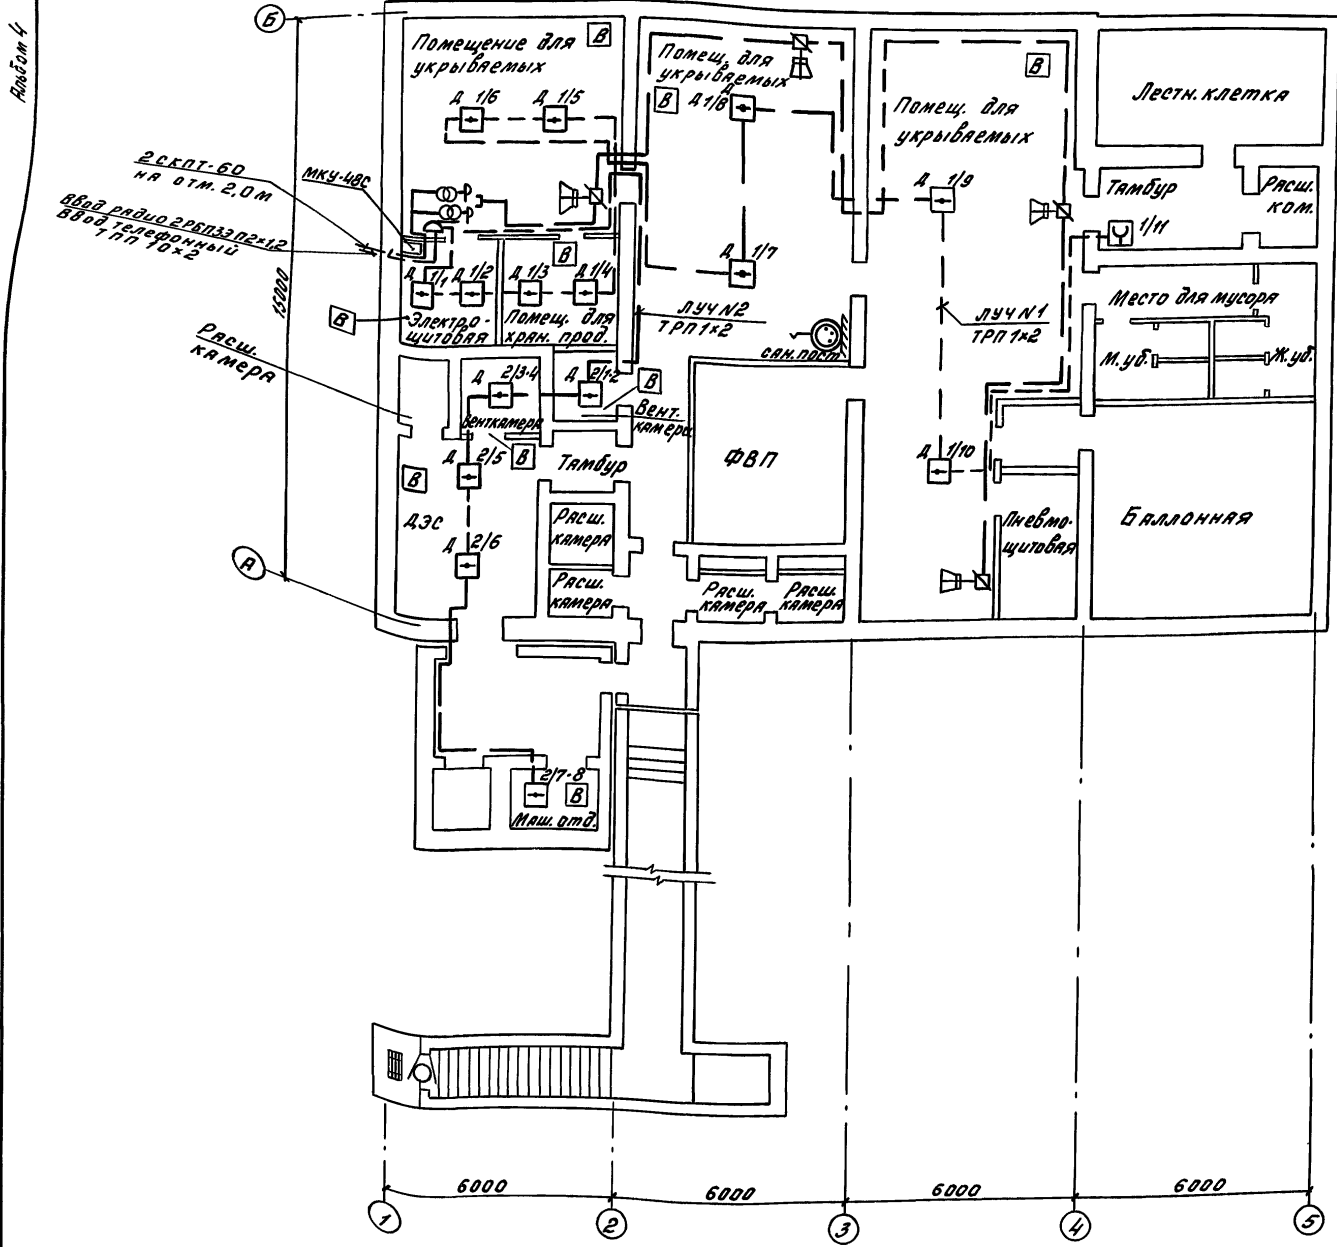 Альбом 4
Б
Помещение для
укрываемых
В
Д 1/6
Д 1/5
Помещ. для
укрываемых
В
Д 1/8
В
Помещ. для
укрываемых
Лестн. клетка
2 СКПТ-60
на отм. 2,0 м
МКУ-48С
Ввод радио 2РБПЗЭП2×1,2
Ввод телефонный
ТПП 10×2
15000
Д 1/9
Тамбур
Расш.
ком.
1/11
Д 1/1
Д 1/2
Д 1/3
Д 1/4
В
Д 1/7
В
Электро-
щитовая
Помещ. для
хран. прод.
ЛУЧ N2
ТРП 1×2
сан. пост
ЛУЧ N1
ТРП 1×2
Место для мусора
М. уб.
Ж. уб.
Расш.
камера
Д 2/3-4
Д 2/1-2
В
Венткамера
Вент.
камера
Д 2/5
В
В
Тамбур
ФВП
Д 1/10
ДЭС
Расш.
камера
Пневмо-
щитовая
Баллонная
А
Д 2/6
Расш.
камера
Расш.
камера
Расш.
камера
2/7-8
В
Маш. отд.
6000
6000
6000
6000
1
2
3
4
5